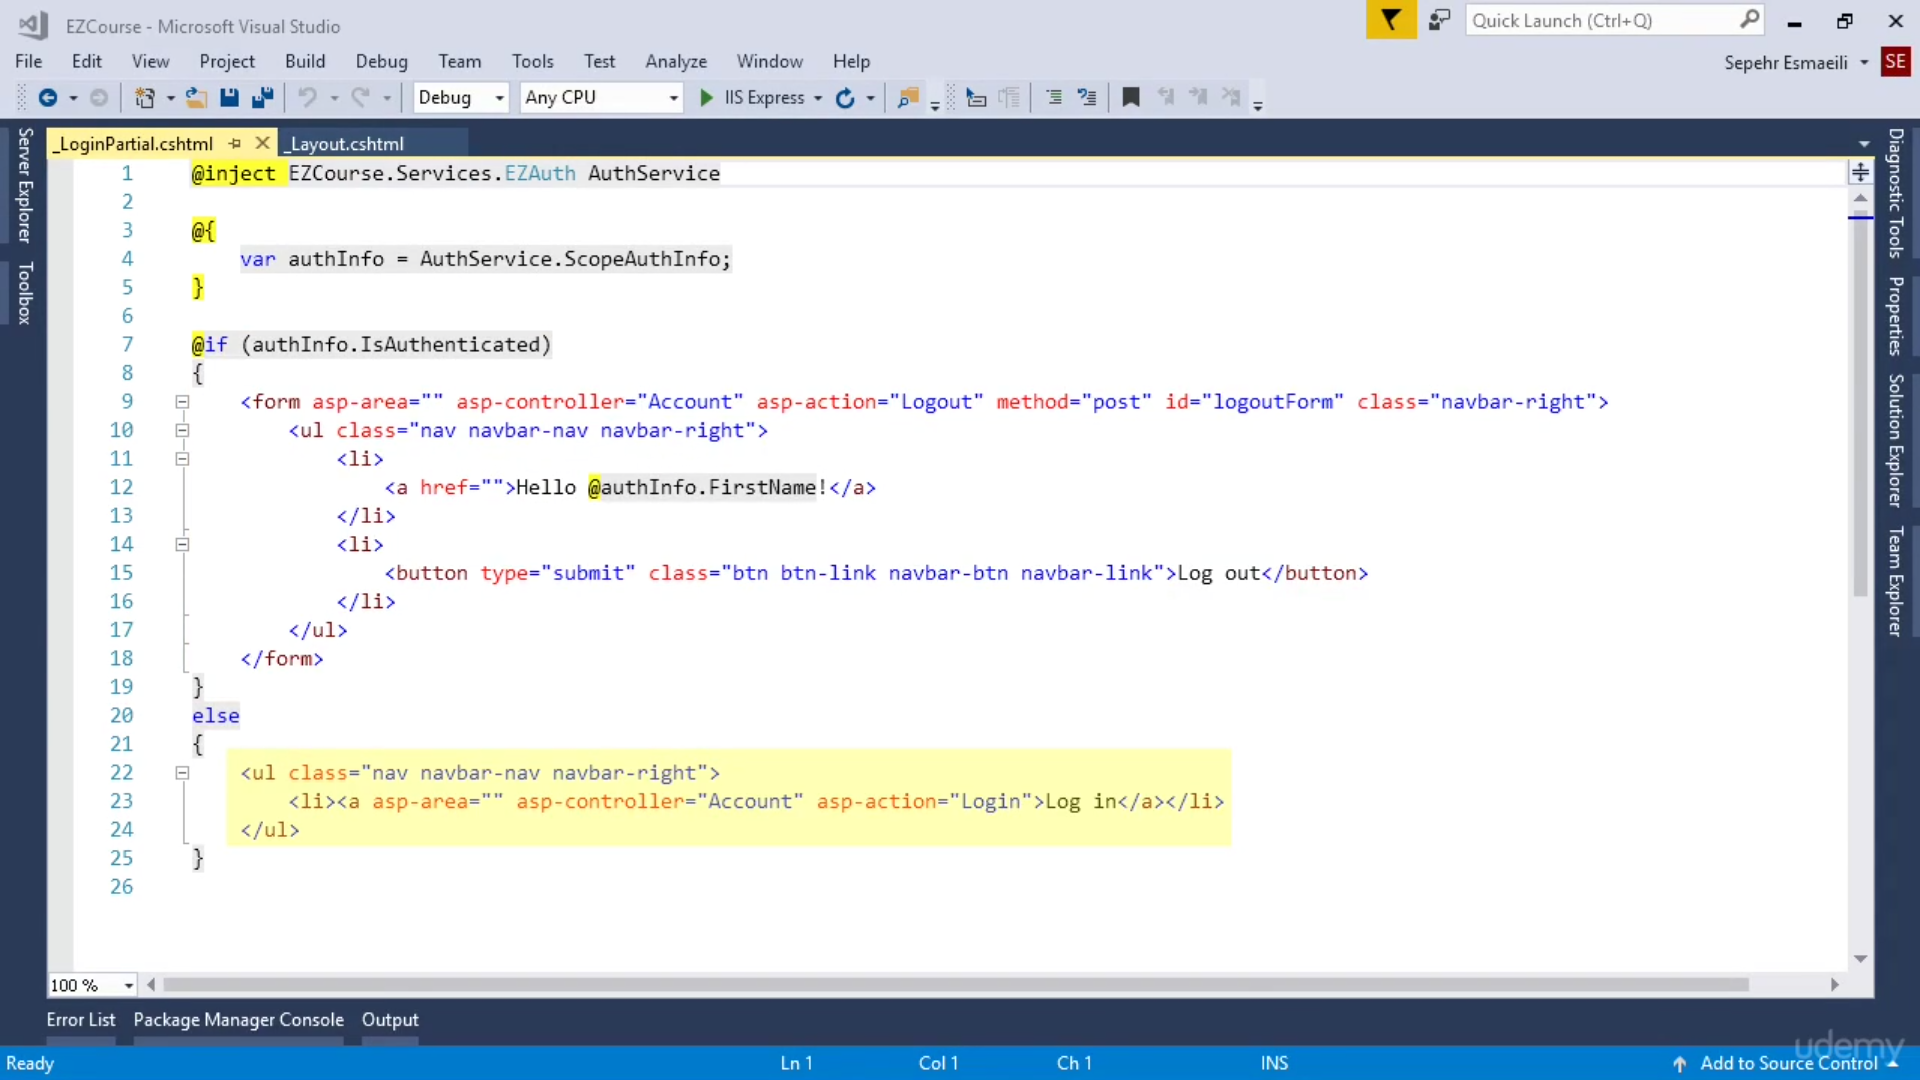 EZCourse - Microsoft Visual Studio
Quick Launch (Ctrl+Q)
File Edit View Project Build Debug Team Tools Test Analyze Window Help
Sepehr Esmaeili SE
Debug Any CPU IIS Express
_LoginPartial.cshtml _Layout.cshtml
Server Explorer
Toolbox
1 @inject EZCourse.Services.EZAuth AuthService
2
3 @{
4 var authInfo = AuthService.ScopeAuthInfo;
5 }
6
7 @if (authInfo.IsAuthenticated)
8 {
9 <form asp-area="" asp-controller="Account" asp-action="Logout" method="post" id="logoutForm" class="navbar-right">
10 <ul class="nav navbar-nav navbar-right">
11 <li>
12 <a href="">Hello @authInfo.FirstName!</a>
13 </li>
14 <li>
15 <button type="submit" class="btn btn-link navbar-btn navbar-link">Log out</button>
16 </li>
17 </ul>
18 </form>
19 }
20 else
21 {
22 <ul class="nav navbar-nav navbar-right">
23 <li><a asp-area="" asp-controller="Account" asp-action="Login">Log in</a></li>
24 </ul>
25 }
26
Diagnostic Tools
Properties
Solution Explorer
Team Explorer
100 %
Error List Package Manager Console Output
udemy
Ready Ln 1 Col 1 Ch 1 INS Add to Source Control